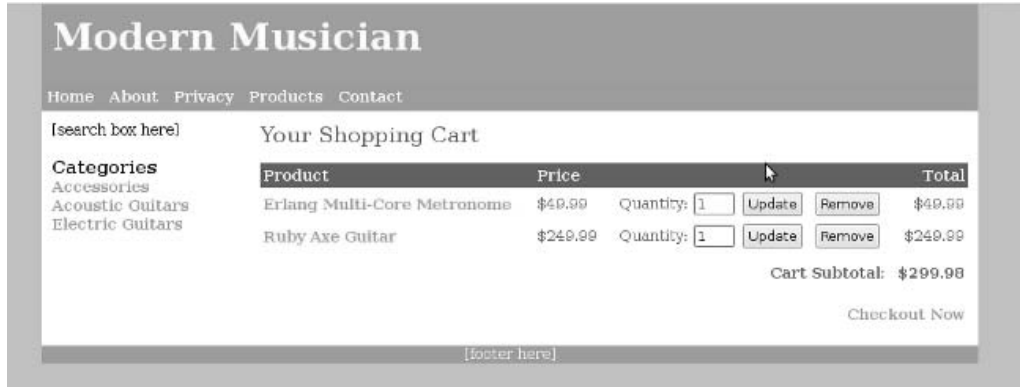 Modern Musician
Home About Privacy Products Contact
[search box here]
Categories
Accessories
Acoustic Guitars
Electric Guitars
Your Shopping Cart
Product Price Total
Erlang Multi-Core Metronome $49.99 Quantity: 1 Update Remove $49.99
Ruby Axe Guitar $249.99 Quantity: 1 Update Remove $249.99
Cart Subtotal: $299.98
Checkout Now
[footer here]